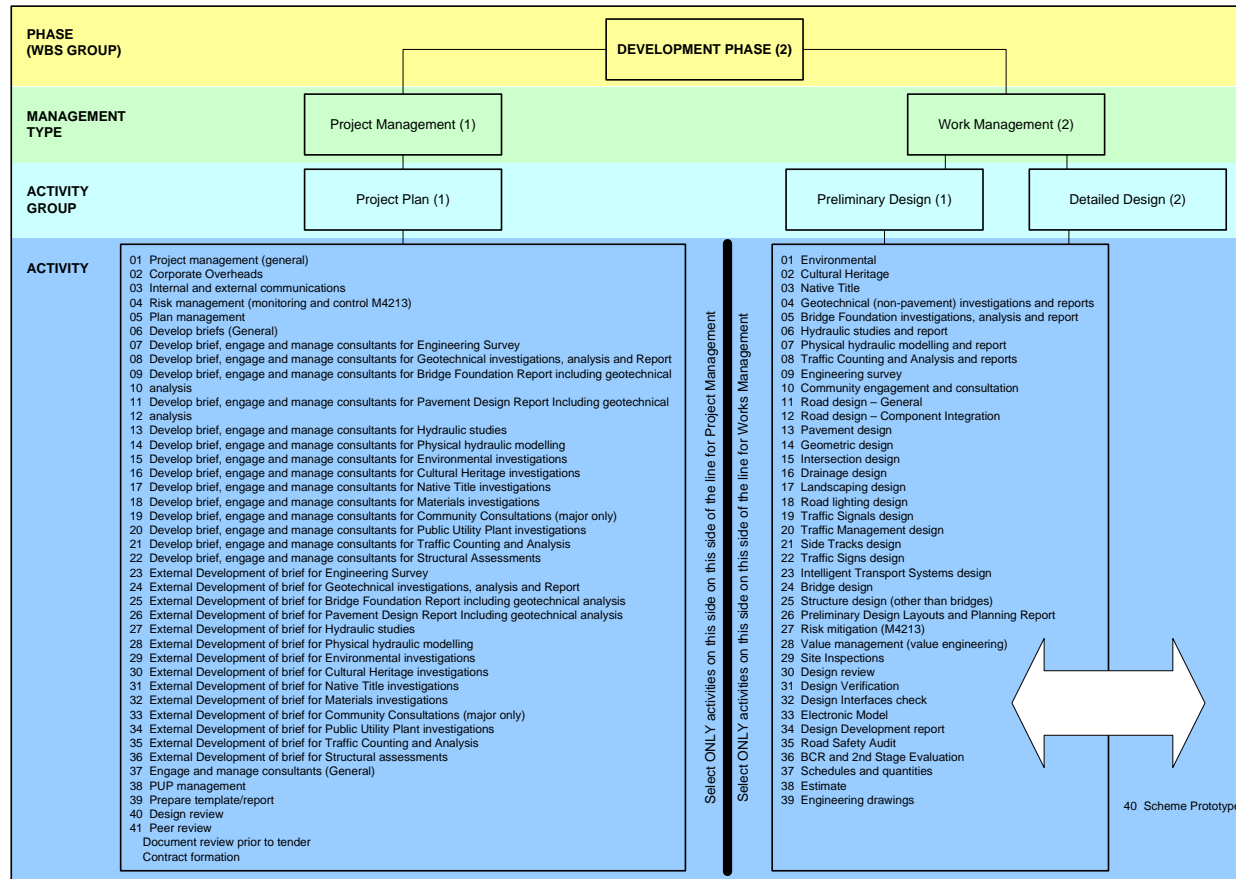 PHASE
(WBS GROUP)
DEVELOPMENT PHASE (2)
MANAGEMENT
TYPE
Project Management (1)
Work Management (2)
ACTIVITY
GROUP
Project Plan (1)
Preliminary Design (1)
Detailed Design (2)
ACTIVITY
01 Project management (general)
02 Corporate Overheads
03 Internal and external communications
04 Risk management (monitoring and control M4213)
05 Plan management
06 Develop briefs (General)
07 Develop brief, engage and manage consultants for Engineering Survey
08 Develop brief, engage and manage consultants for Geotechnical investigations, analysis and Report
09 Develop brief, engage and manage consultants for Bridge Foundation Report including geotechnical
10 analysis
11 Develop brief, engage and manage consultants for Pavement Design Report Including geotechnical
12 analysis
13 Develop brief, engage and manage consultants for Hydraulic studies
14 Develop brief, engage and manage consultants for Physical hydraulic modelling
15 Develop brief, engage and manage consultants for Environmental investigations
16 Develop brief, engage and manage consultants for Cultural Heritage investigations
17 Develop brief, engage and manage consultants for Native Title investigations
18 Develop brief, engage and manage consultants for Materials investigations
19 Develop brief, engage and manage consultants for Community Consultations (major only)
20 Develop brief, engage and manage consultants for Public Utility Plant investigations
21 Develop brief, engage and manage consultants for Traffic Counting and Analysis
22 Develop brief, engage and manage consultants for Structural Assessments
23 External Development of brief for Engineering Survey
24 External Development of brief for Geotechnical investigations, analysis and Report
25 External Development of brief for Bridge Foundation Report including geotechnical analysis
26 External Development of brief for Pavement Design Report Including geotechnical analysis
27 External Development of brief for Hydraulic studies
28 External Development of brief for Physical hydraulic modelling
29 External Development of brief for Environmental investigations
30 External Development of brief for Cultural Heritage investigations
31 External Development of brief for Native Title investigations
32 External Development of brief for Materials investigations
33 External Development of brief for Community Consultations (major only)
34 External Development of brief for Public Utility Plant investigations
35 External Development of brief for Traffic Counting and Analysis
36 External Development of brief for Structural assessments
37 Engage and manage consultants (General)
38 PUP management
39 Prepare template/report
40 Design review
41 Peer review
Document review prior to tender
Contract formation
Select ONLY activities on this side on this side of the line for Project Management
Select ONLY activities on this side on this side of the line for Works Management
01 Environmental
02 Cultural Heritage
03 Native Title
04 Geotechnical (non-pavement) investigations and reports
05 Bridge Foundation investigations, analysis and report
06 Hydraulic studies and report
07 Physical hydraulic modelling and report
08 Traffic Counting and Analysis and reports
09 Engineering survey
10 Community engagement and consultation
11 Road design – General
12 Road design – Component Integration
13 Pavement design
14 Geometric design
15 Intersection design
16 Drainage design
17 Landscaping design
18 Road lighting design
19 Traffic Signals design
20 Traffic Management design
21 Side Tracks design
22 Traffic Signs design
23 Intelligent Transport Systems design
24 Bridge design
25 Structure design (other than bridges)
26 Preliminary Design Layouts and Planning Report
27 Risk mitigation (M4213)
28 Value management (value engineering)
29 Site Inspections
30 Design review
31 Design Verification
32 Design Interfaces check
33 Electronic Model
34 Design Development report
35 Road Safety Audit
36 BCR and 2nd Stage Evaluation
37 Schedules and quantities
38 Estimate
39 Engineering drawings
40 Scheme Prototype